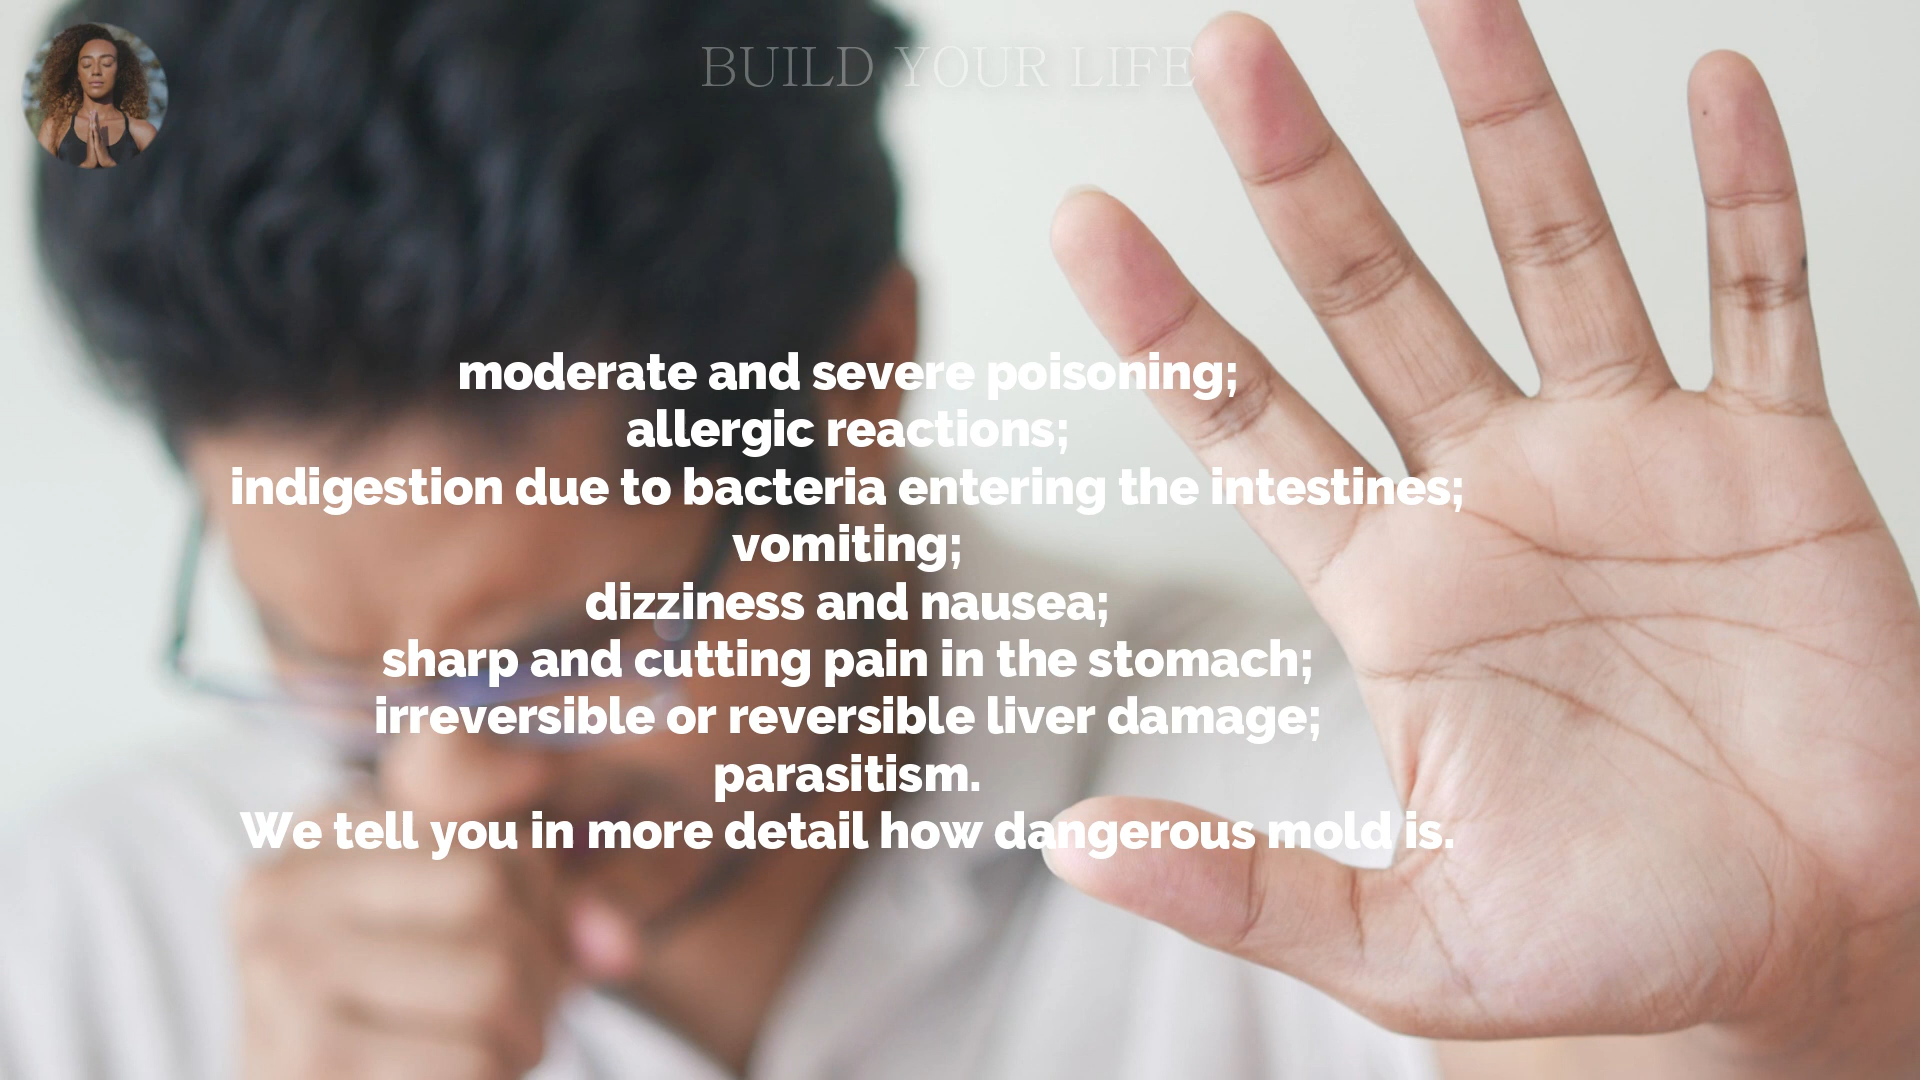 BUILD YOUR LIFE
moderate and severe poisoning;
allergic reactions;
indigestion due to bacteria entering the intestines;
vomiting;
dizziness and nausea;
sharp and cutting pain in the stomach;
irreversible or reversible liver damage;
parasitism.
We tell you in more detail how dangerous mold is.